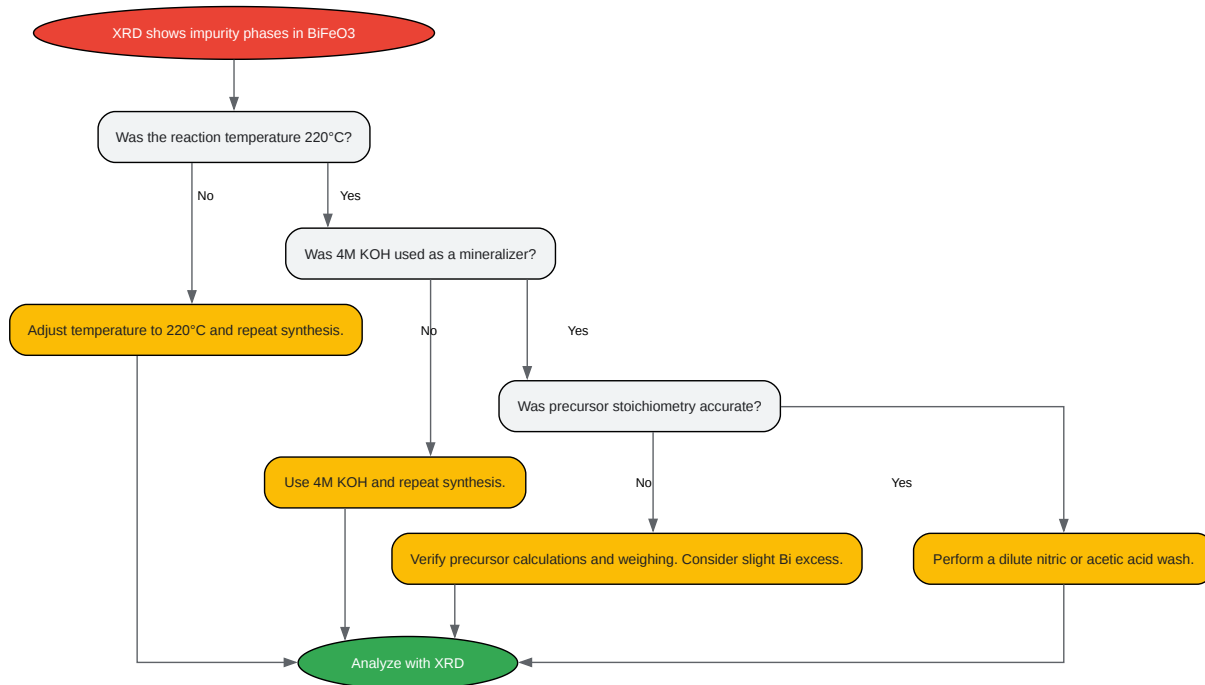 XRD shows impurity phases in BiFeO3
Was the reaction temperature 220°C?
No
Yes
Was 4M KOH used as a mineralizer?
Adjust temperature to 220°C and repeat synthesis.
No
Yes
Was precursor stoichiometry accurate?
Use 4M KOH and repeat synthesis.
No
Yes
Verify precursor calculations and weighing. Consider slight Bi excess.
Perform a dilute nitric or acetic acid wash.
Analyze with XRD